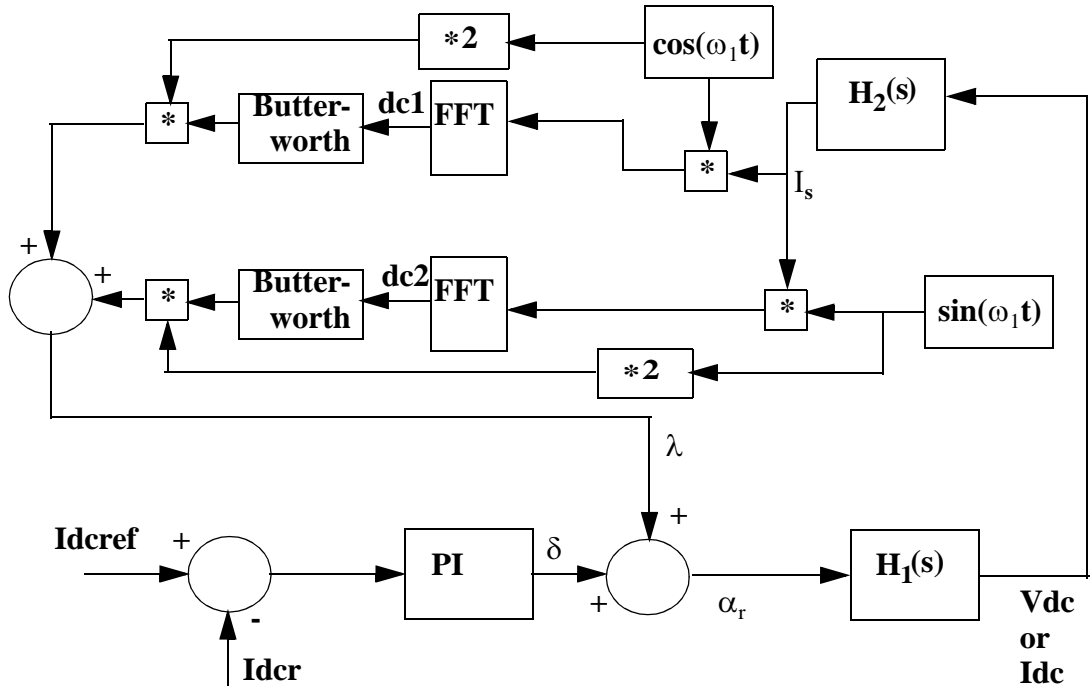 *2
cos(ω₁t)
H₂(s)
*
Butter-
worth
dc1
FFT
*
Iₛ
+
+
*
Butter-
worth
dc2
FFT
*
sin(ω₁t)
*2
λ
Idcref
+
-
Idcr
PI
δ
+
+
αᵣ
H₁(s)
Vdc
or
Idc